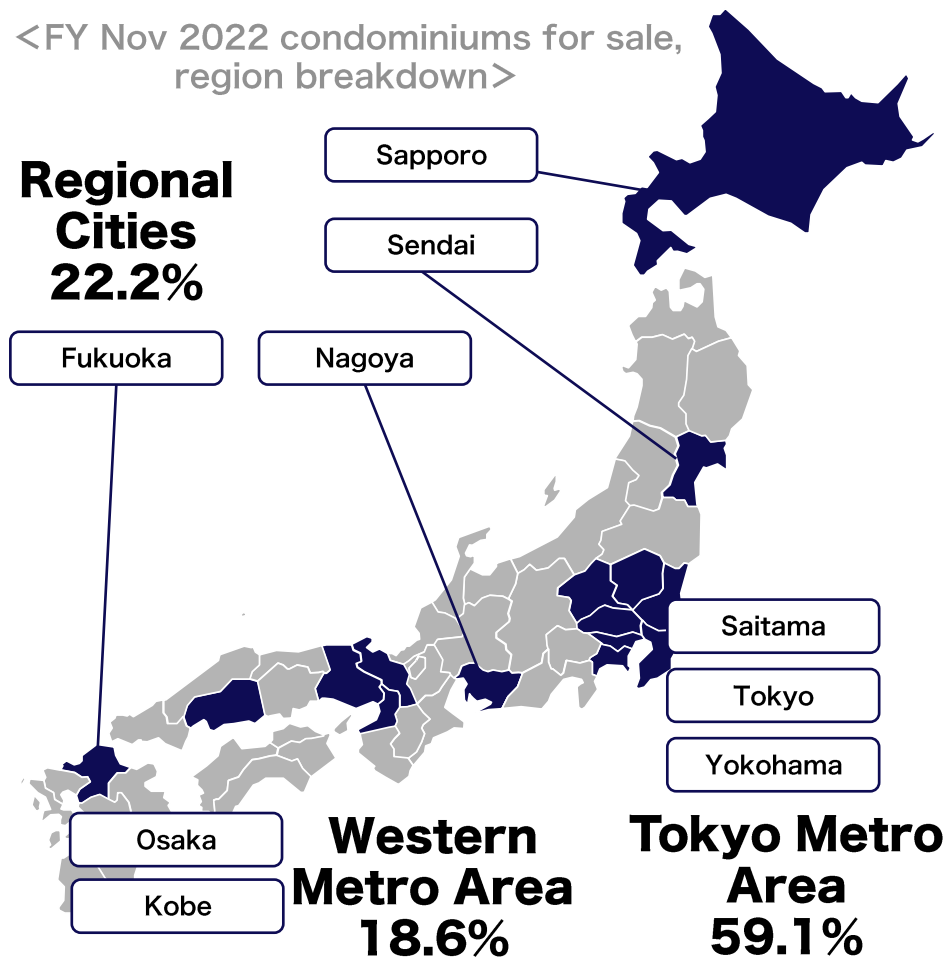 <FY Nov 2022 condominiums for sale,
region breakdown>
Sapporo
Regional
Cities
22.2%
Sendai
Fukuoka
Nagoya
Saitama
Tokyo
Yokohama
Osaka
Kobe
Western
Metro Area
18.6%
Tokyo Metro
Area
59.1%